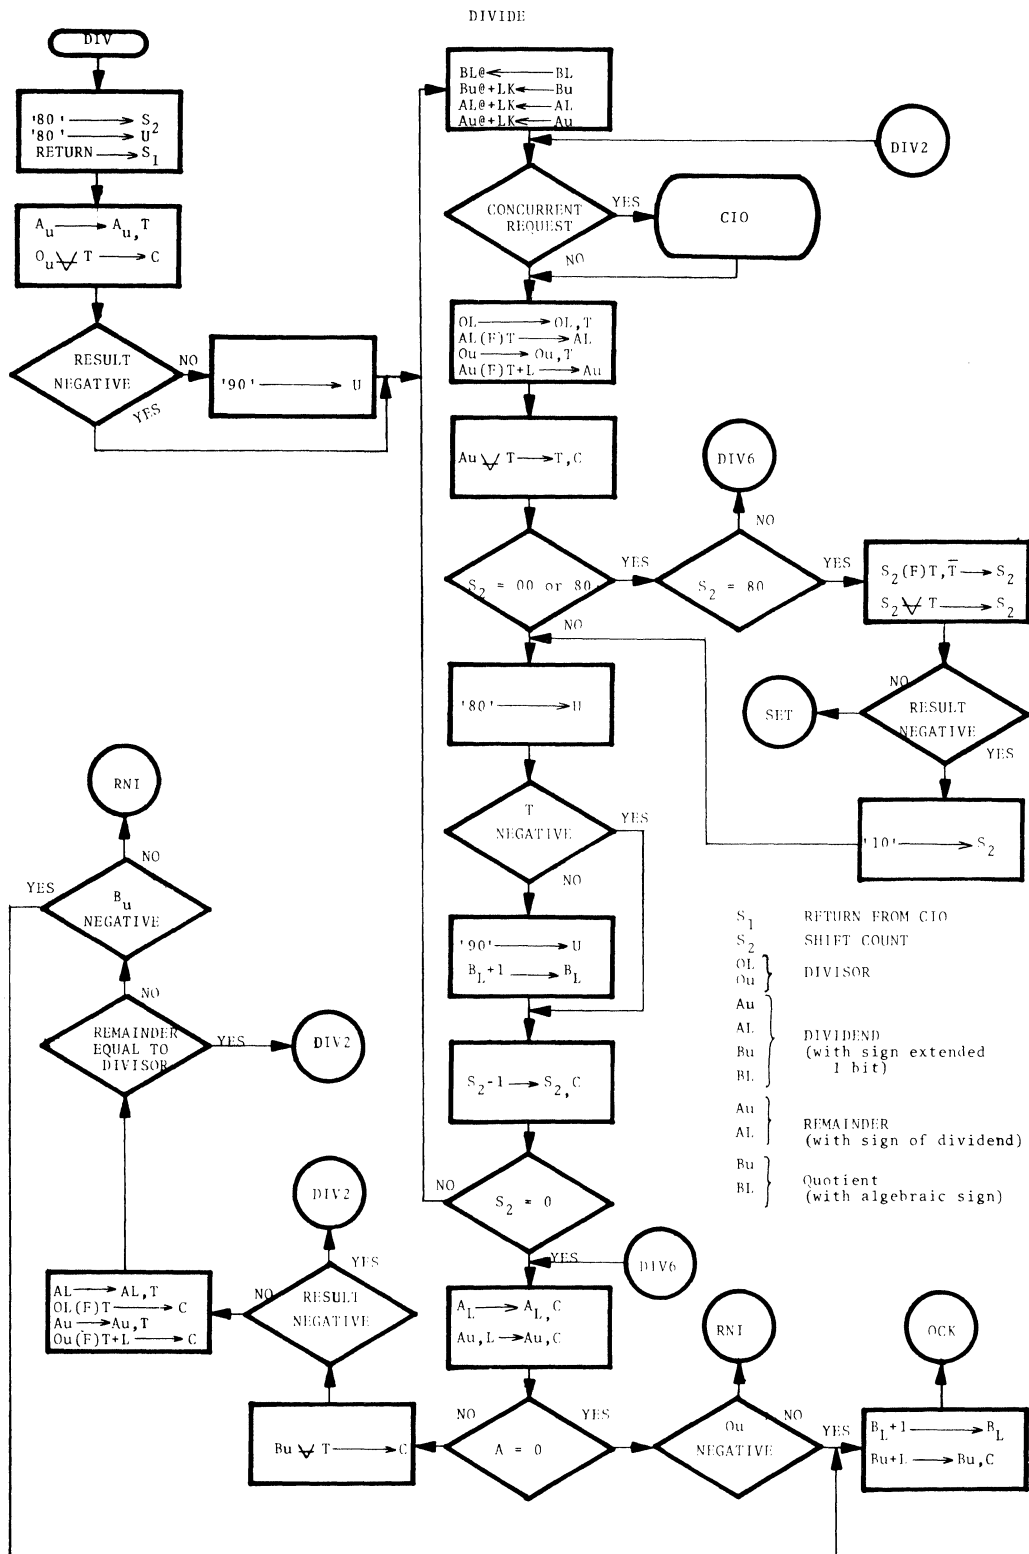 DIVIDE
DIV
'80' → S2
'80' → U
RETURN → S1
Au → Au,T
Ou ⊻ T → C
RESULT
NEGATIVE
NO
YES
'90' → U
BL@ ← BL
Bu@+LK ← Bu
AL@+LK ← AL
Au@+LK ← Au
DIV2
CONCURRENT
REQUEST
YES
NO
CIO
OL → OL,T
AL(F)T → AL
Ou → Ou,T
Au(F)T+L → Au
Au ⊻ T → T,C
DIV6
S2 = 00 or 80
YES
NO
S2 = 80
NO
YES
S2(F)T,T̅ → S2
S2 ⊻ T → S2
'80' → U
SET
NO
RESULT
NEGATIVE
YES
RNI
T
NEGATIVE
YES
NO
'10' → S2
YES
NO
Bu
NEGATIVE
'90' → U
BL+1 → BL
S1 RETURN FROM CIO
S2 SHIFT COUNT
OL
Ou
DIVISOR
Au
AL
Bu
BL
DIVIDEND
(with sign extended
1 bit)
NO
REMAINDER
EQUAL TO
DIVISOR
YES
DIV2
S2-1 → S2,C
Au
AL
REMAINDER
(with sign of dividend)
Bu
BL
Quotient
(with algebraic sign)
DIV2
NO
S2 = 0
YES
DIV6
AL → AL,T
OL(F)T → C
Au → Au,T
Ou(F)T+L → C
NO
YES
RESULT
NEGATIVE
AL → AL,C
Au,L → Au,C
RNI
OCK
Bu ⊻ T → C
NO
A = 0
YES
Ou
NEGATIVE
NO
YES
BL+1 → BL
Bu+L → Bu,C